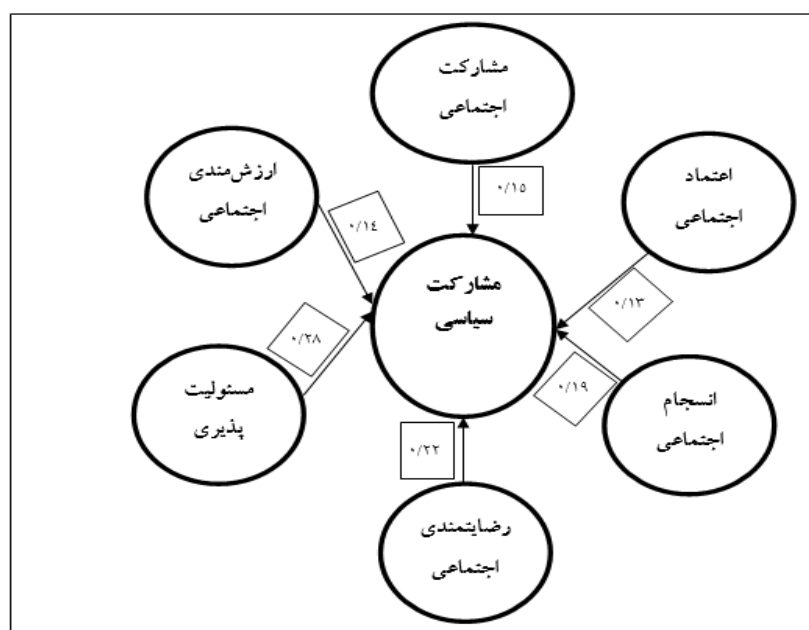 مشارکت
اجتماعی
ارزش‌مندی
اجتماعی
اعتماد
اجتماعی
۰/۱۵
۰/۱٤
۰/۱۳
مشارکت
سیاسی
۰/۲۸
۰/۱۹
مسئولیت
پذیری
انسجام
اجتماعی
۰/۲۲
رضایتمندی
اجتماعی